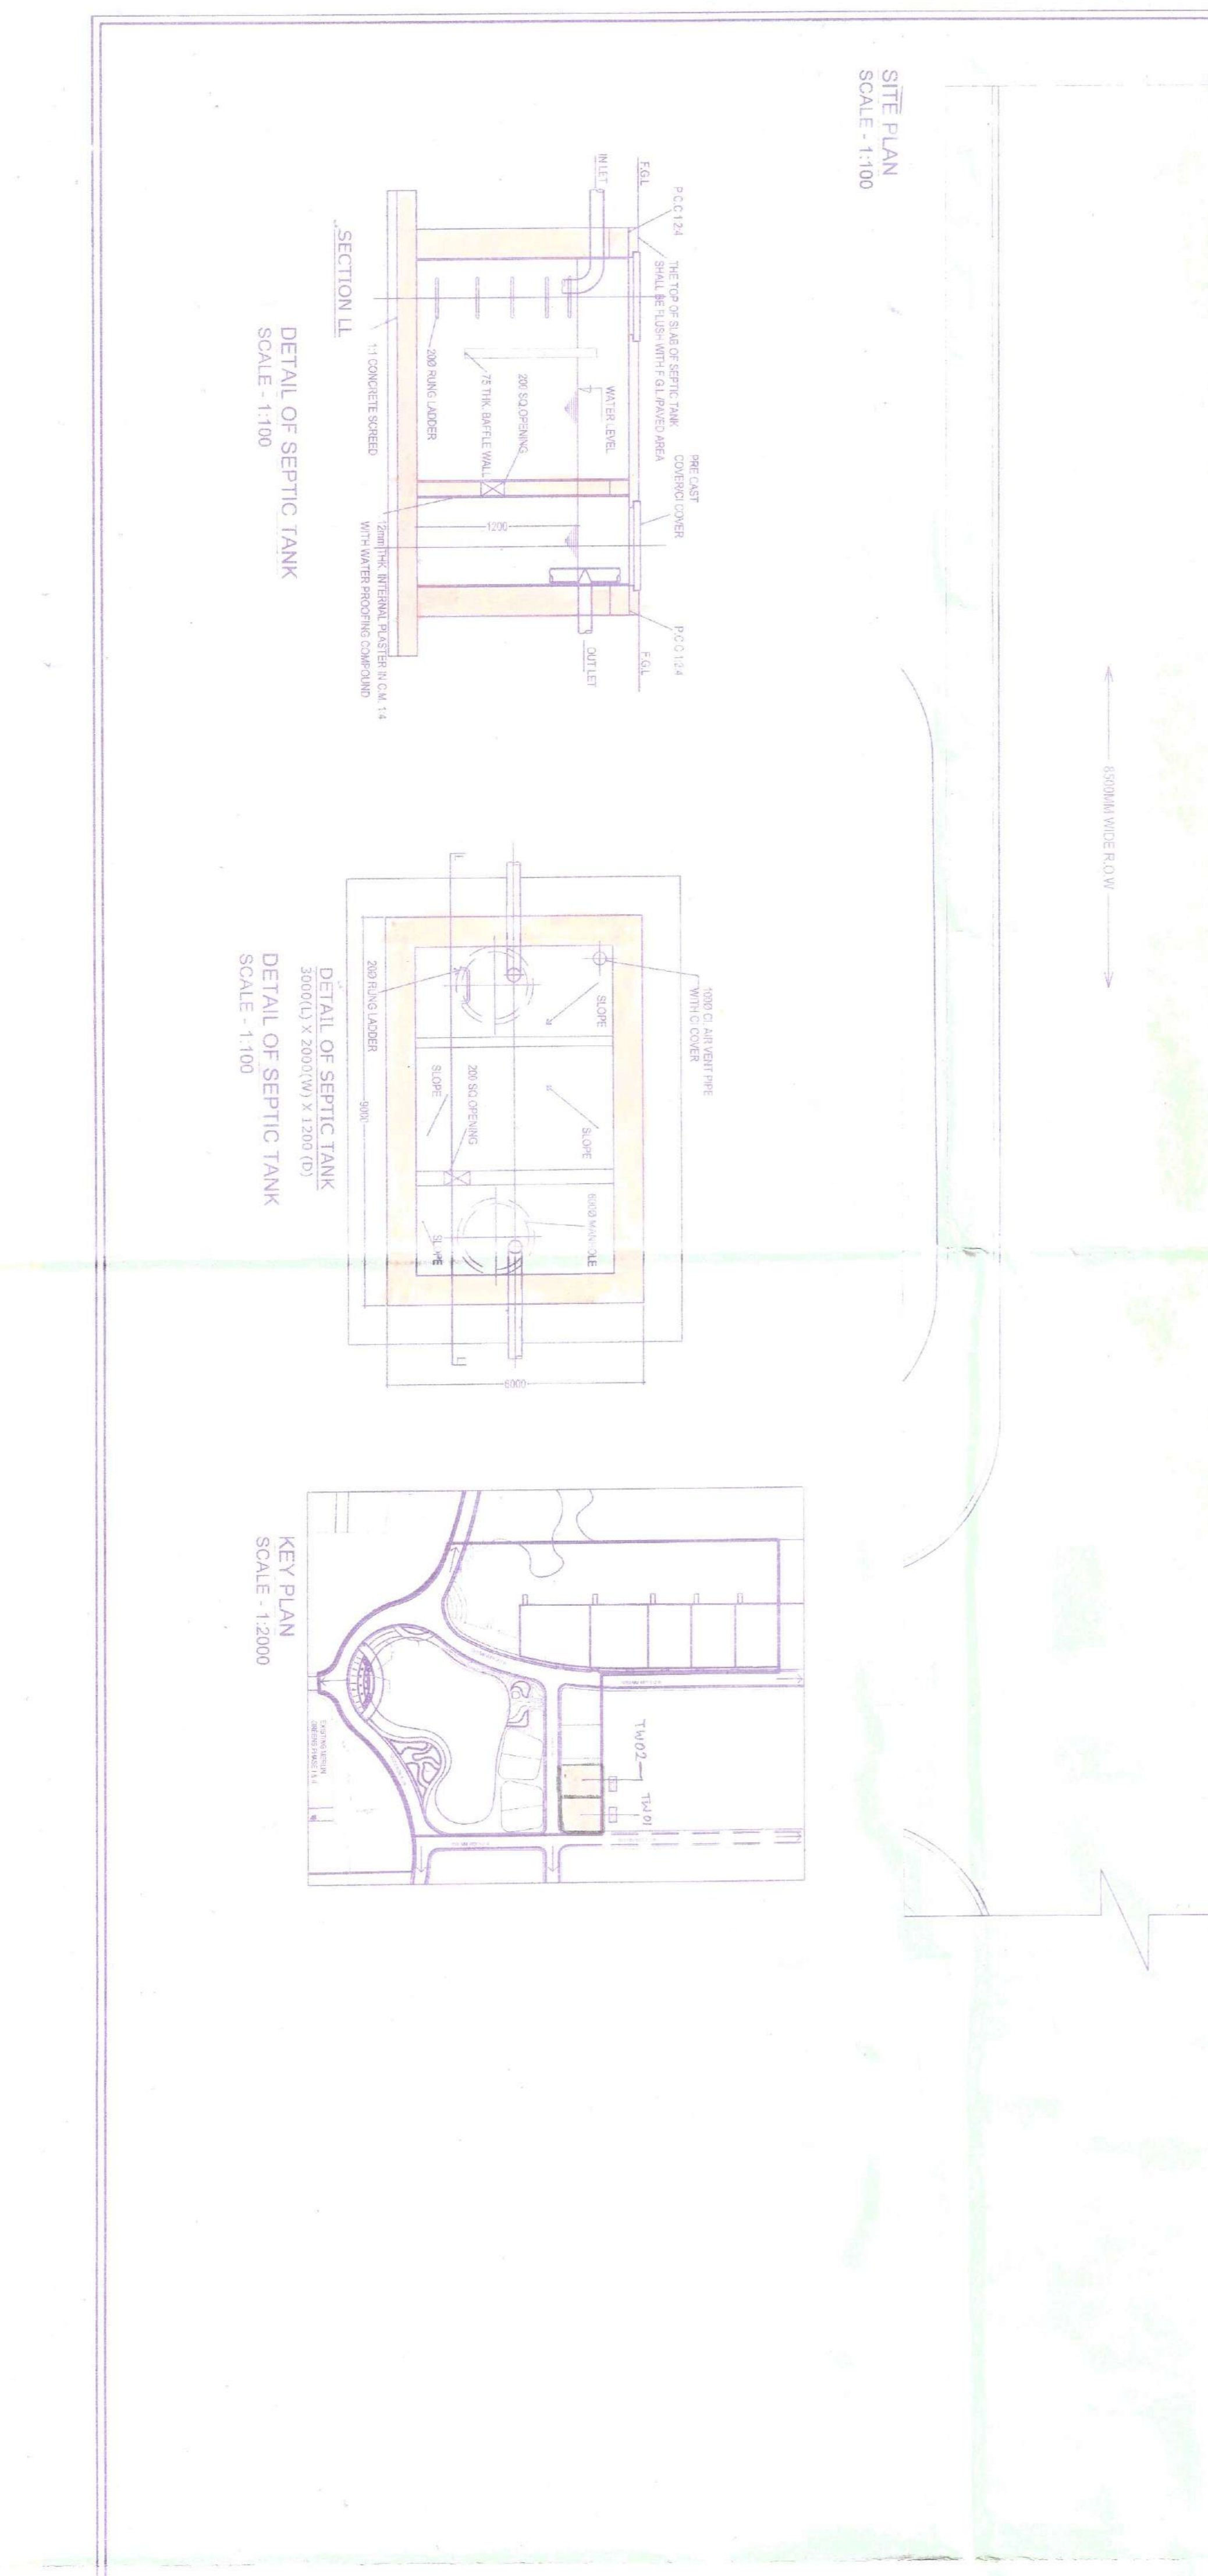 SITE PLAN
SCALE - 1:100
8500MM WIDE R.O.W
F.G.L
P.C.C 1:2:4
THE TOP OF SLAB OF SEPTIC TANK
SHALL BE FLUSH WITH F.G.L /PAVED AREA
PRE CAST
COVER/CI COVER
P.C.C 1:2:4
F.G.L
INLET
WATER LEVEL
OUTLET
200 SQ.OPENING
75 THK. BAFFLE WALL
1200
200 RUNG LADDER
1:1 CONCRETE SCREED
12mm THK. INTERNAL PLASTER IN C.M. 1:4
WITH WATER PROOFING COMPOUND
SECTION LL
DETAIL OF SEPTIC TANK
SCALE - 1:100
100Ø CI. AIR VENT PIPE
WITH CI COVER
SLOPE
SLOPE
600Ø MANHOLE
200 SQ.OPENING
SLOPE
SLOPE
L
L
200 RUNG LADDER
9000
6000
DETAIL OF SEPTIC TANK
3000(L) X 2000(W) X 1200 (D)
DETAIL OF SEPTIC TANK
SCALE - 1:100
TW02
TW01
KEY PLAN
SCALE - 1:2000